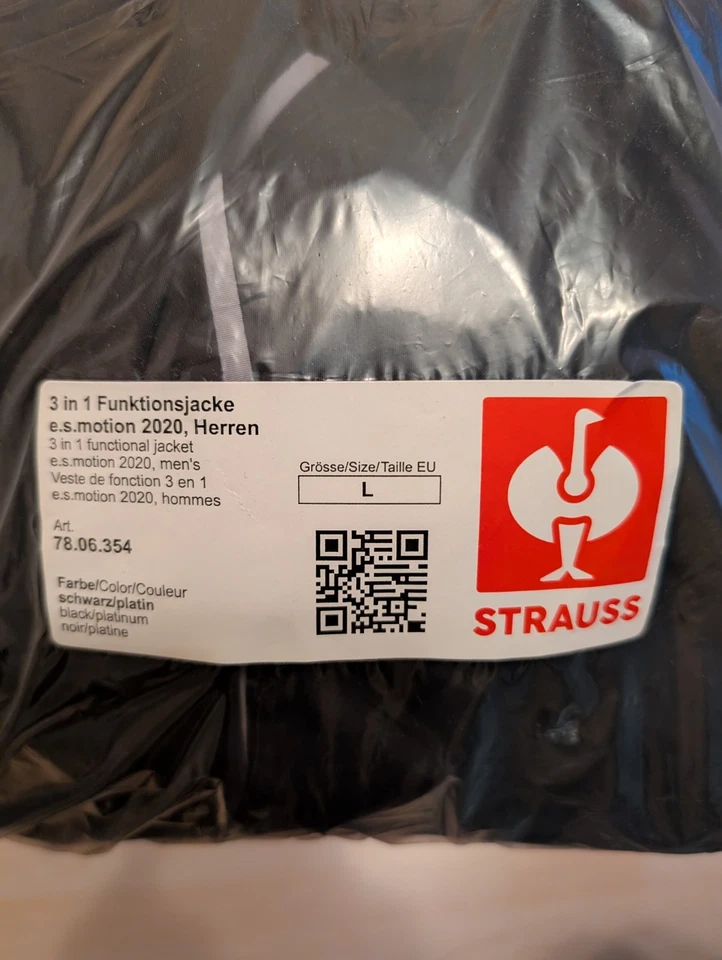 3 in 1 Funktionsjacke
e.s.motion 2020, Herren
3 in 1 functional jacket
e.s.motion 2020, men's
Veste de fonction 3 en 1
e.s.motion 2020, hommes
Art.
78.06.354
Farbe/Color/Couleur
schwarz/platin
black/platinum
noir/platine
Grösse/Size/Taille EU
L
STRAUSS